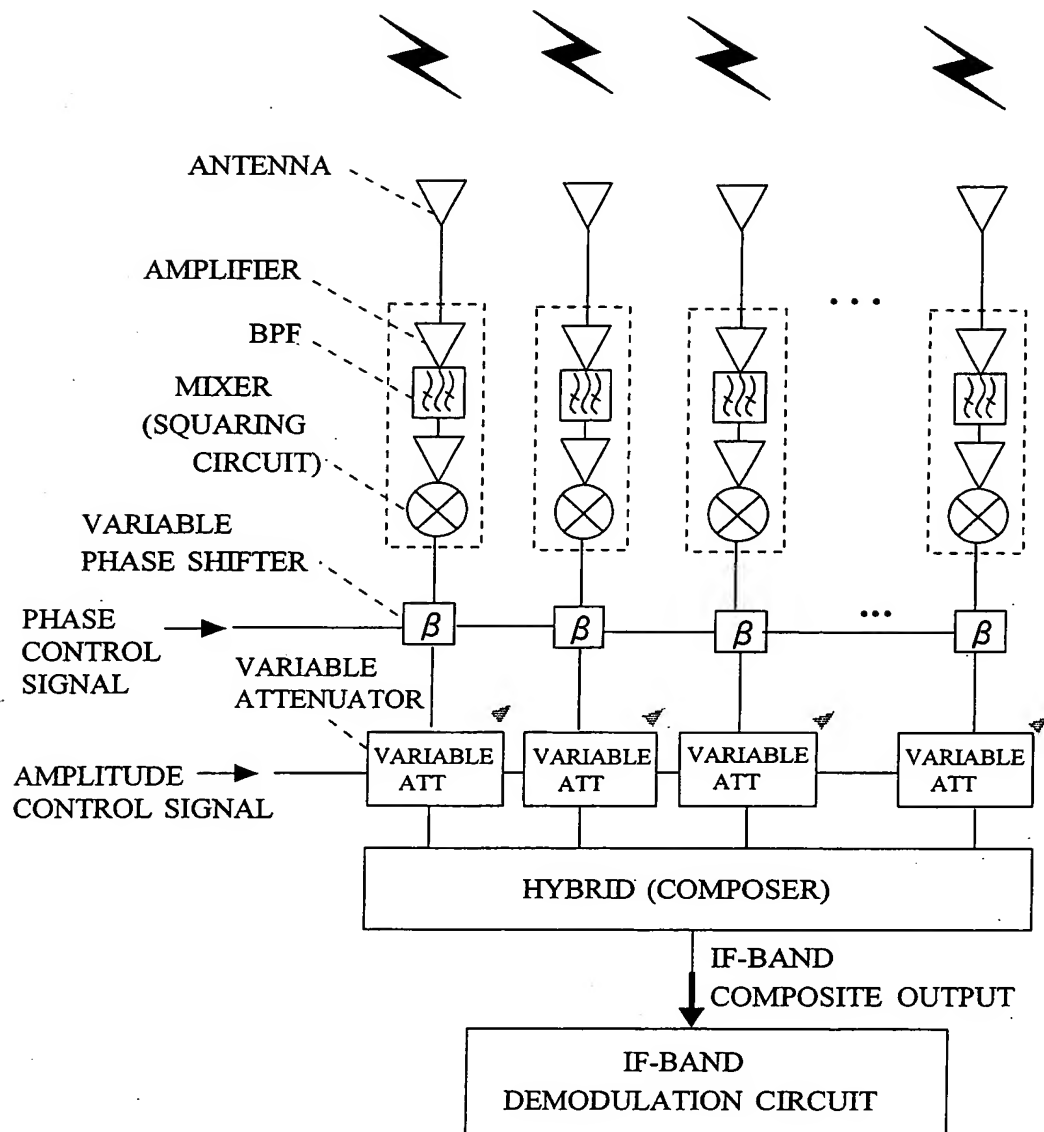 ANTENNA
AMPLIFIER
BPF
MIXER
(SQUARING
CIRCUIT)
VARIABLE
PHASE SHIFTER
PHASE
CONTROL
SIGNAL
β β β β
VARIABLE
ATTENUATOR
AMPLITUDE
CONTROL SIGNAL
VARIABLE
ATT
VARIABLE
ATT
VARIABLE
ATT
VARIABLE
ATT
HYBRID (COMPOSER)
IF-BAND
COMPOSITE OUTPUT
IF-BAND
DEMODULATION CIRCUIT